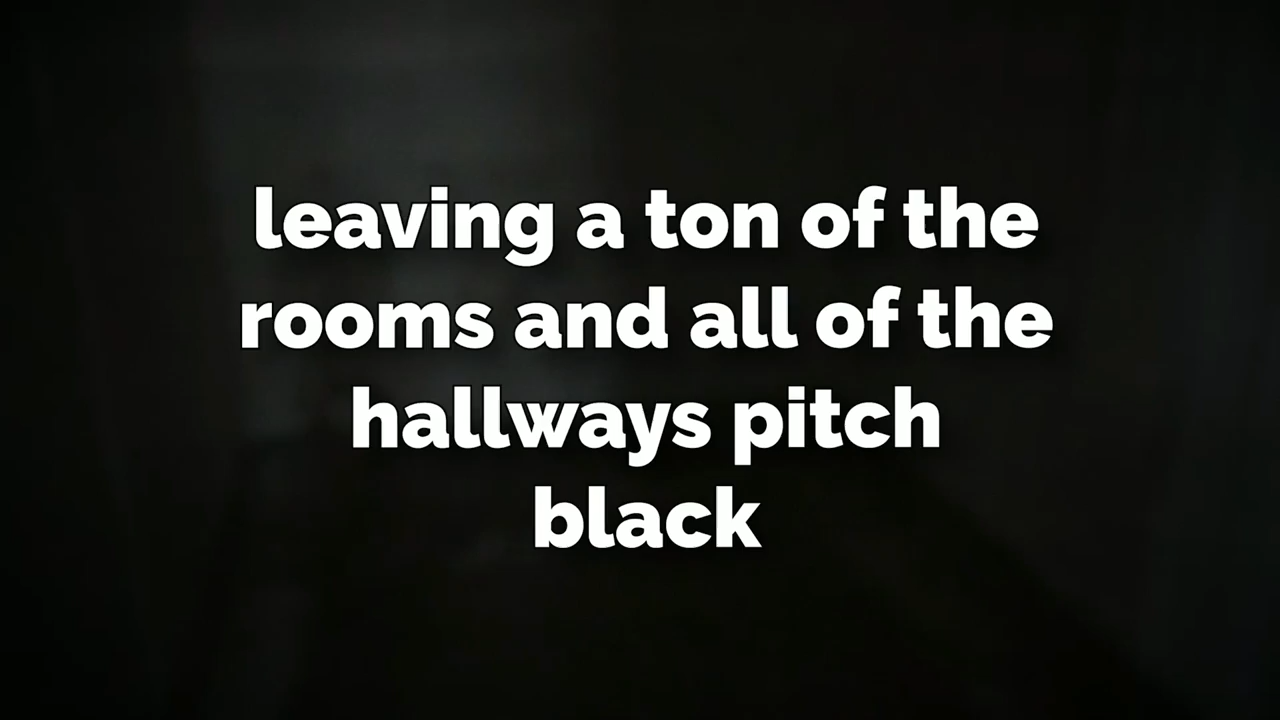 leaving a ton of the
rooms and all of the
hallways pitch
black